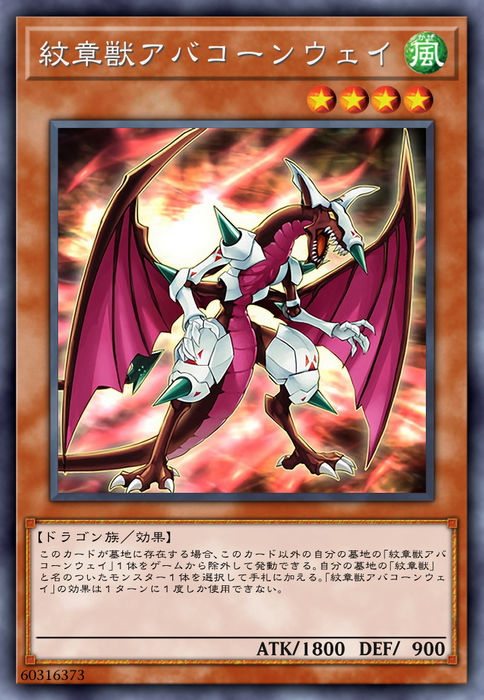 紋章獣アバコーンウェイ
かぜ
風
【ドラゴン族／効果】
このカードが墓地に存在する場合、このカード以外の自分の墓地の「紋章獣アバ
コーンウェイ」1体をゲームから除外して発動できる。自分の墓地の「紋章獣」
と名のついたモンスター1体を選択して手札に加える。「紋章獣アバコーンウェ
イ」の効果は1ターンに1度しか使用できない。
ATK/1800 DEF/ 900
60316373